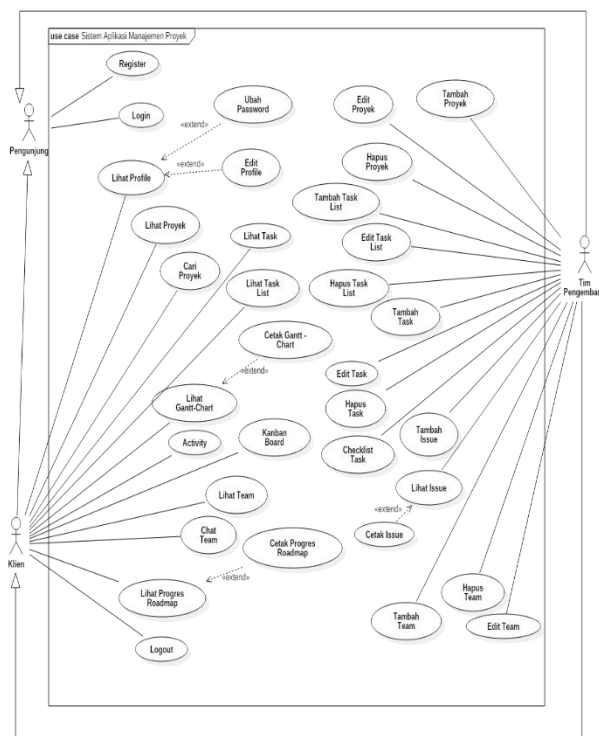 use case Sistem Aplikasi Manajemen Proyek
Register
Login
Pengunjung
Ubah
Password
«extend»
«extend»
Edit
Profile
Lihat Profile
Edit
Proyek
Tambah
Proyek
Hapus
Proyek
Tambah Task
List
Lihat Proyek
Lihat Task
Edit Task
List
Cari
Proyek
Lihat Task
List
Hapus Task
List
Tim
Pengembar
Tambah
Task
Cetak Gantt -
Chart
«extend»
Edit Task
Lihat
Gantt-Chart
Hapus
Task
Tambah
Issue
Activity
Kanban
Board
Checklist
Task
Lihat Issue
Lihat Team
«extend»
Klien
Chat
Team
Cetak Issue
Cetak Progres
Roadmap
«extend»
Lihat Progres
Roadmap
Hapus
Team
Tambah
Team
Edit Team
Logout